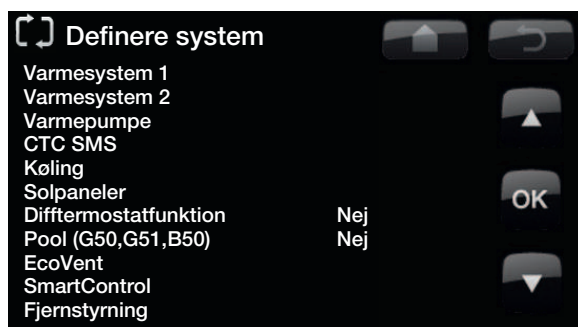 Definere system
Varmesystem 1
Varmesystem 2
Varmepumpe
CTC SMS
Køling
Solpaneler
OK
Difftermostatfunktion Nej
Pool (G50,G51,B50) Nej
EcoVent
SmartControl
Fjernstyrning